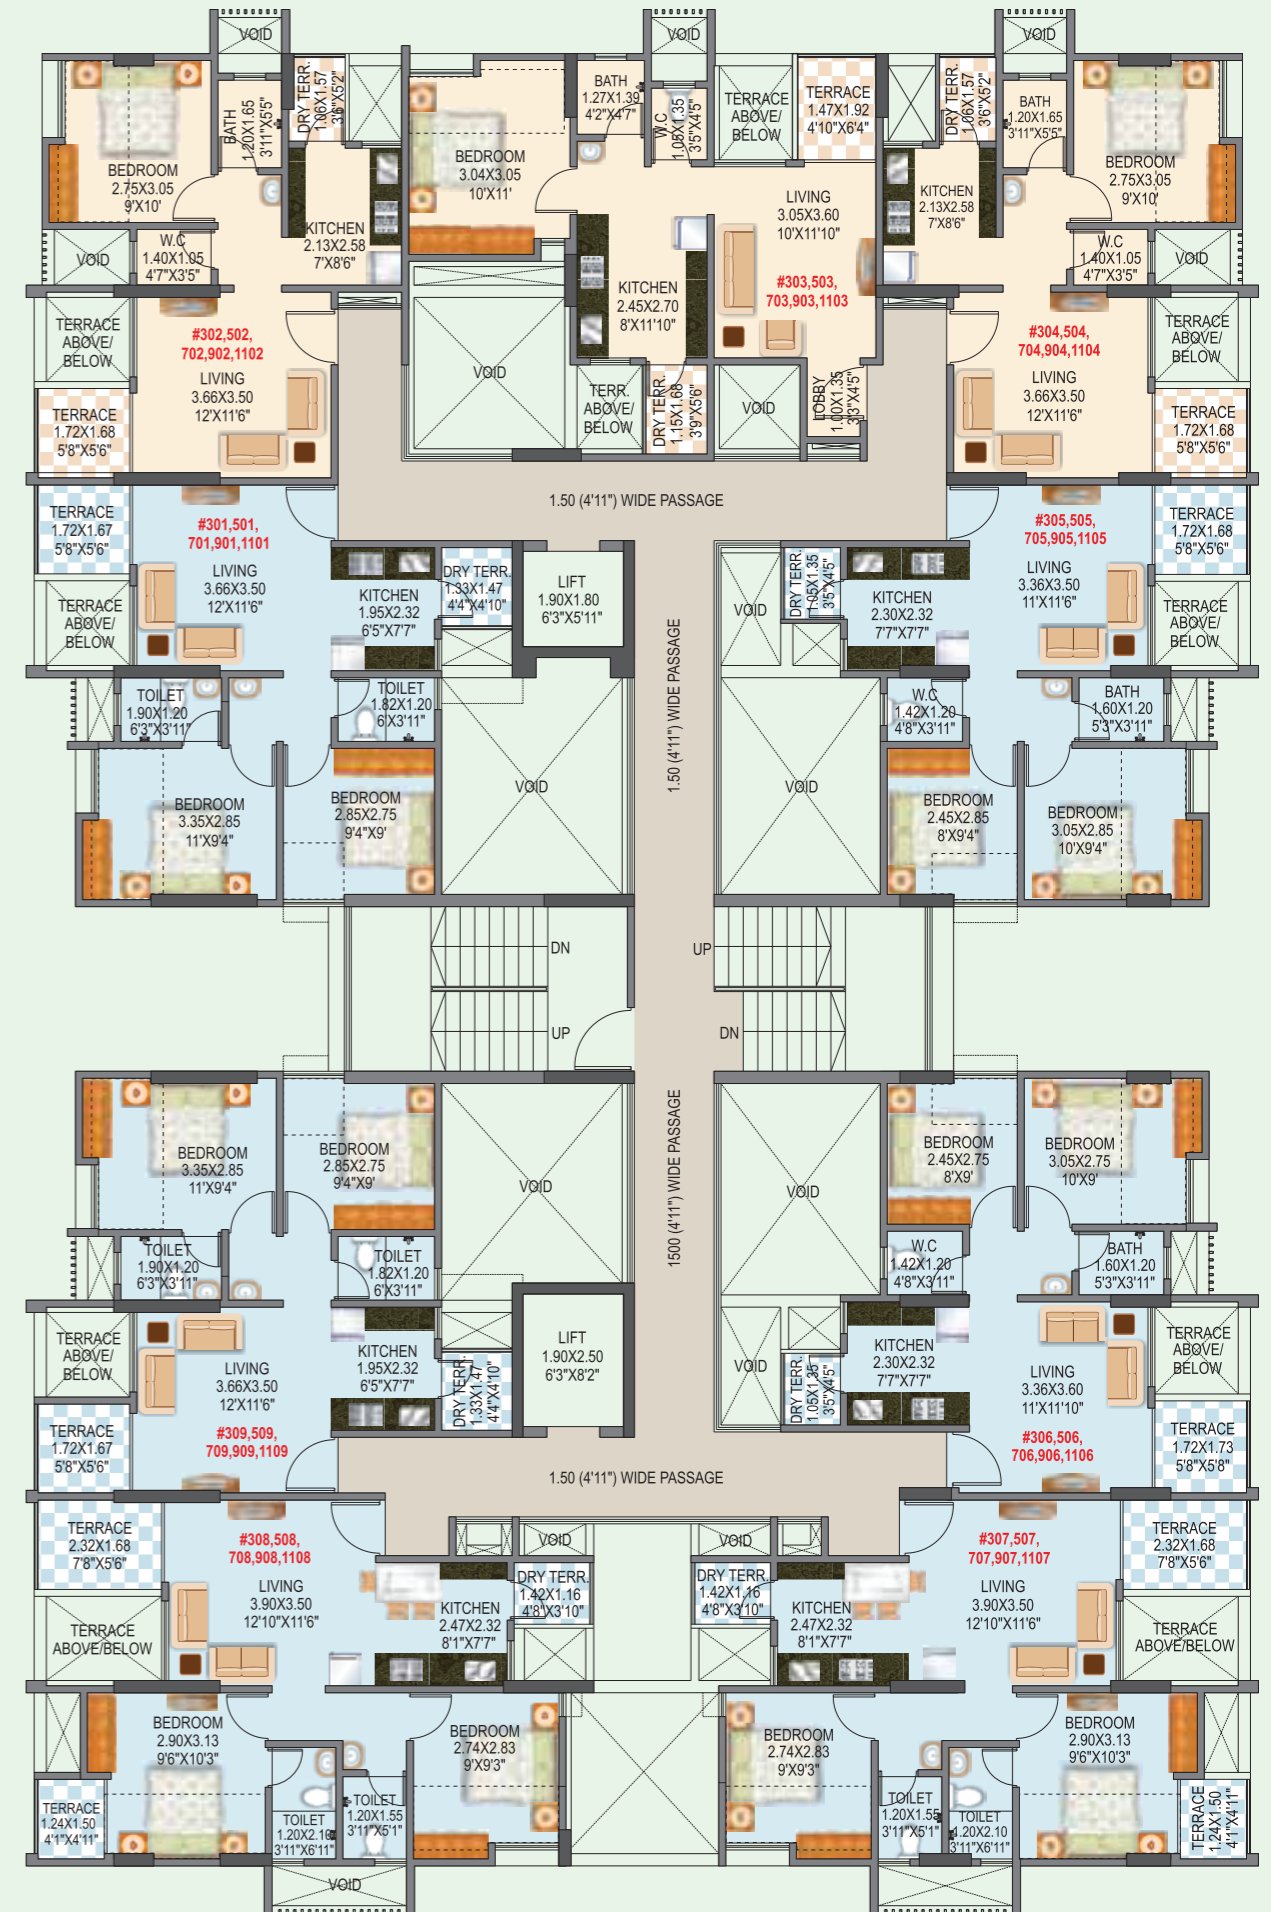 VOID
VOID
VOID
BEDROOM
2.75X3.05
9'X10'
BATH
1.20X1.65
3'11"X5'5"
DRY TERR.
1.06X1.57
3'6"X5'2"
KITCHEN
2.13X2.58
7'X8'6"
VOID
W.C
1.40X1.05
4'7"X3'5"
TERRACE
ABOVE/
BELOW
#302,502,
702,902,1102
LIVING
3.66X3.50
12'X11'6"
TERRACE
1.72X1.68
5'8"X5'6"
BEDROOM
3.04X3.05
10'X11'
BATH
1.27X1.39
4'2"X4'7"
W.C
1.05X1.35
3'5"X4'5"
TERRACE
ABOVE/
BELOW
TERRACE
1.47X1.92
4'10"X6'4"
LIVING
3.05X3.60
10'X11'10"
#303,503,
703,903,1103
KITCHEN
2.45X2.70
8'X11'10"
VOID
TERR.
ABOVE/
BELOW
DRY TERR.
1.15X1.68
3'9"X5'6"
VOID
LOBBY
1.00X1.35
3'3"X4'5"
DRY TERR.
1.06X1.57
3'6"X5'2"
KITCHEN
2.13X2.58
7'X8'6"
BATH
1.20X1.65
3'11"X5'5"
BEDROOM
2.75X3.05
9'X10'
W.C
1.40X1.05
4'7"X3'5"
VOID
#304,504,
704,904,1104
LIVING
3.66X3.50
12'X11'6"
TERRACE
ABOVE/
BELOW
TERRACE
1.72X1.68
5'8"X5'6"
1.50 (4'11") WIDE PASSAGE
TERRACE
1.72X1.67
5'8"X5'6"
#301,501,
701,901,1101
LIVING
3.66X3.50
12'X11'6"
TERRACE
ABOVE/
BELOW
KITCHEN
1.95X2.32
6'5"X7'7"
DRY TERR.
1.33X1.47
4'4"X4'10"
LIFT
1.90X1.80
6'3"X5'11"
TOILET
1.90X1.20
6'3"X3'11"
TOILET
1.82X1.20
6'X3'11"
BEDROOM
3.35X2.85
11'X9'4"
BEDROOM
2.85X2.75
9'4"X9'
VOID
1.50 (4'11") WIDE PASSAGE
VOID
DRY TERR.
1.05X1.35
3'5"X4'5"
KITCHEN
2.30X2.32
7'7"X7'7"
#305,505,
705,905,1105
LIVING
3.36X3.50
11'X11'6"
TERRACE
1.72X1.68
5'8"X5'6"
TERRACE
ABOVE/
BELOW
W.C
1.42X1.20
4'8"X3'11"
BATH
1.60X1.20
5'3"X3'11"
VOID
BEDROOM
2.45X2.85
8'X9'4"
BEDROOM
3.05X2.85
10'X9'4"
DN
UP
UP
DN
BEDROOM
3.35X2.85
11'X9'4"
BEDROOM
2.85X2.75
9'4"X9'
VOID
TOILET
1.90X1.20
6'3"X3'11"
TOILET
1.82X1.20
6'X3'11"
TERRACE
ABOVE/
BELOW
LIVING
3.66X3.50
12'X11'6"
KITCHEN
1.95X2.32
6'5"X7'7"
DRY TERR.
1.33X1.47
4'4"X4'10"
LIFT
1.90X2.50
6'3"X8'2"
TERRACE
1.72X1.67
5'8"X5'6"
#309,509,
709,909,1109
1500 (4'11") WIDE PASSAGE
VOID
BEDROOM
2.45X2.75
8'X9'
BEDROOM
3.05X2.75
10'X9'
W.C
1.42X1.20
4'8"X3'11"
BATH
1.60X1.20
5'3"X3'11"
VOID
DRY TERR.
1.05X1.35
3'5"X4'5"
KITCHEN
2.30X2.32
7'7"X7'7"
LIVING
3.36X3.60
11'X11'10"
#306,506,
706,906,1106
TERRACE
ABOVE/
BELOW
TERRACE
1.72X1.73
5'8"X5'8"
1.50 (4'11") WIDE PASSAGE
TERRACE
2.32X1.68
7'8"X5'6"
#308,508,
708,908,1108
LIVING
3.90X3.50
12'10"X11'6"
TERRACE
ABOVE/BELOW
KITCHEN
2.47X2.32
8'1"X7'7"
VOID
DRY TERR.
1.42X1.16
4'8"X3'10"
VOID
DRY TERR.
1.42X1.16
4'8"X3'10"
KITCHEN
2.47X2.32
8'1"X7'7"
#307,507,
707,907,1107
LIVING
3.90X3.50
12'10"X11'6"
TERRACE
2.32X1.68
7'8"X5'6"
TERRACE
ABOVE/BELOW
BEDROOM
2.90X3.13
9'6"X10'3"
BEDROOM
2.74X2.83
9'X9'3"
TERRACE
1.24X1.50
4'1"X4'11"
TOILET
1.20X2.10
3'11"X6'11"
TOILET
1.20X1.55
3'11"X5'1"
VOID
BEDROOM
2.74X2.83
9'X9'3"
BEDROOM
2.90X3.13
9'6"X10'3"
TOILET
1.20X1.55
3'11"X5'1"
TOILET
1.20X2.10
3'11"X6'11"
TERRACE
1.24X1.50
4'1"X4'11"